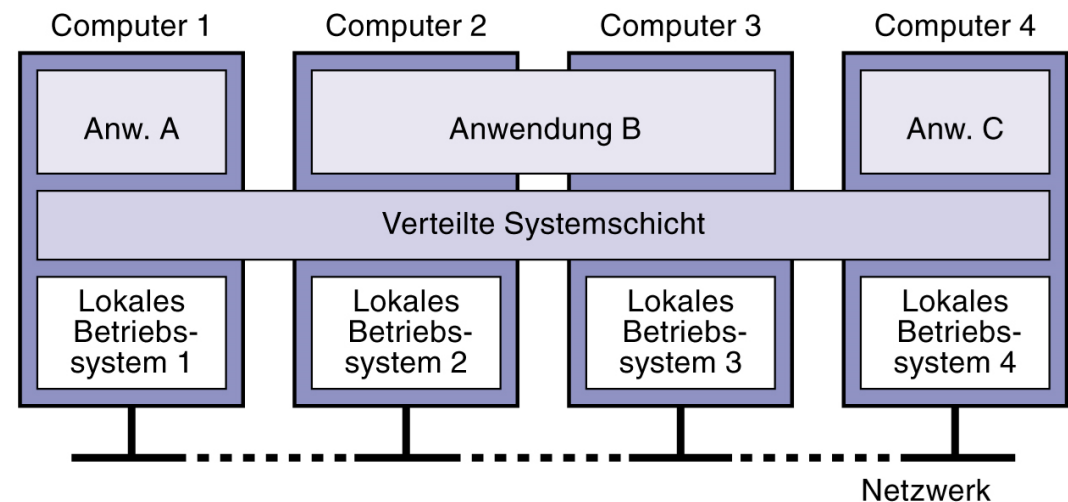 Computer 1
Computer 2
Computer 3
Computer 4
Anw. A
Anwendung B
Anw. C
Verteilte Systemschicht
Lokales
Betriebs-
system 1
Lokales
Betriebs-
system 2
Lokales
Betriebs-
system 3
Lokales
Betriebs-
system 4
Netzwerk